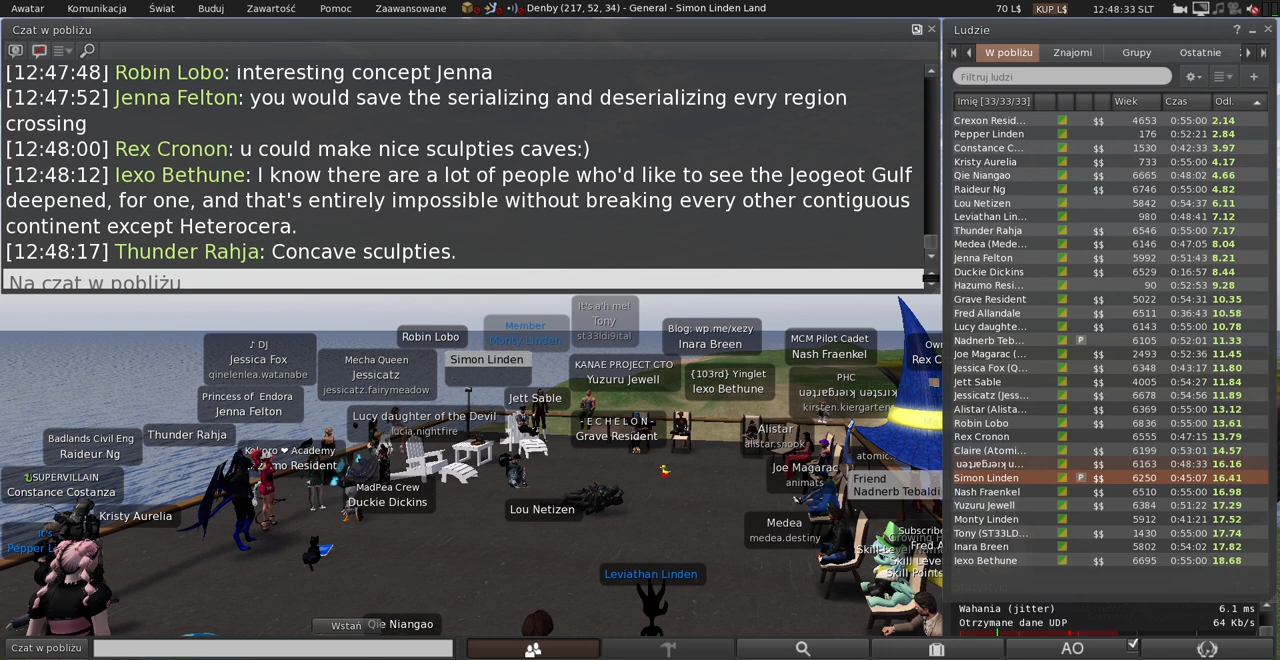 Awatar Komunikacja Świat Buduj Zawartość Pomoc Zaawansowane Denby (217, 52, 34) - General - Simon Linden Land 70 L$ KUP L$ 12:48:33 SLT
Czat w pobliżu
[12:47:48] Robin Lobo: interesting concept Jenna
[12:47:52] Jenna Felton: you would save the serializing and deserializing evry region
crossing
[12:48:00] Rex Cronon: u could make nice sculpties caves:)
[12:48:12] Iexo Bethune: I know there are a lot of people who'd like to see the Jeogeot Gulf
deepened, for one, and that's entirely impossible without breaking every other contiguous
continent except Heterocera.
[12:48:17] Thunder Rahja: Concave sculpties.
Na czat w pobliżu
It's a'h me!
Tony
st33ldi9ital
Member
Monty Linden
Robin Lobo
Blog: wp.me/xezy
Inara Breen
MCM Pilot Cadet
Nash Fraenkel
Rex C
♪ DJ
Jessica Fox
qinelenlea.watanabe
Mecha Queen
Jessicatz
jessicatz.fairymeadow
Simon Linden
KANAE PROJECT CTO
Yuzuru Jewell
{103rd} Yinglet
Iexo Bethune
PHC
kirsten.kiergarten
Princess of Endora
Jenna Felton
Jett Sable
Lucy daughter of the Devil
lucia.nightfire
- E C H E L O N -
Grave Resident
Alistar
alistar.snook
atomic..
Badlands Civil Eng
Raideur Ng
Thunder Rahja
Joe Magarac
animats
Friend
Nadnerb Tebaldi
SUPERVILLAIN
Constance Costanza
MadPea Crew
Duckie Dickins
Lou Netizen
Kristy Aurelia
Medea
medea.destiny
It's
Pepper L
Subscribe
Fred A
Skill Level
Skill Points
Leviathan Linden
Wstań
Qie Niangao
Czat w pobliżu
AO
Ludzie
W pobliżu Znajomi Grupy Ostatnie
Filtruj ludzi
Imię [33/33/33] Wiek Czas Odl.
Crexon Resid... $$ 4653 0:55:00 2.14
Pepper Linden 176 0:52:21 2.84
Constance C... $$ 1530 0:42:33 3.97
Kristy Aurelia $$ 733 0:55:00 4.17
Qie Niangao $$ 6665 0:48:02 4.66
Raideur Ng $$ 6746 0:55:00 4.82
Lou Netizen 5842 0:54:37 6.11
Leviathan Lin... 980 0:48:41 7.12
Thunder Rahja $$ 6546 0:55:00 7.17
Medea (Mede... $$ 6146 0:47:05 8.04
Jenna Felton 5992 0:51:43 8.21
Duckie Dickins $$ 6529 0:16:57 8.44
Hazumo Resi... 90 0:52:53 9.28
Grave Resident $$ 5022 0:54:31 10.35
Fred Allandale $$ 6511 0:36:43 10.58
Lucy daughte... $$ 6143 0:55:00 10.78
Nadnerb Teb... P 6105 0:52:01 11.33
Joe Magarac (... $$ 2493 0:52:36 11.45
Jessica Fox (Q... $$ 6348 0:43:17 11.80
Jett Sable $$ 4005 0:54:27 11.84
Jessicatz (Jess... $$ 6678 0:54:56 11.89
Alistar (Alista... $$ 6369 0:55:00 13.12
Robin Lobo $$ 6836 0:55:00 13.61
Rex Cronon 6555 0:47:15 13.79
Claire (Atomi... $$ 6199 0:53:01 14.57
$$ 6163 0:48:33 16.16
Simon Linden P $$ 6250 0:45:07 16.41
Nash Fraenkel $$ 6510 0:55:00 16.98
Yuzuru Jewell $$ 6384 0:51:22 17.29
Monty Linden 5912 0:41:21 17.52
Tony (ST33LD... $$ 1430 0:55:00 17.74
Inara Breen 5802 0:54:02 17.82
Iexo Bethune $$ 6695 0:55:00 18.68
Wahania (jitter) 6.1 ms
Otrzymane dane UDP 64 Kb/s